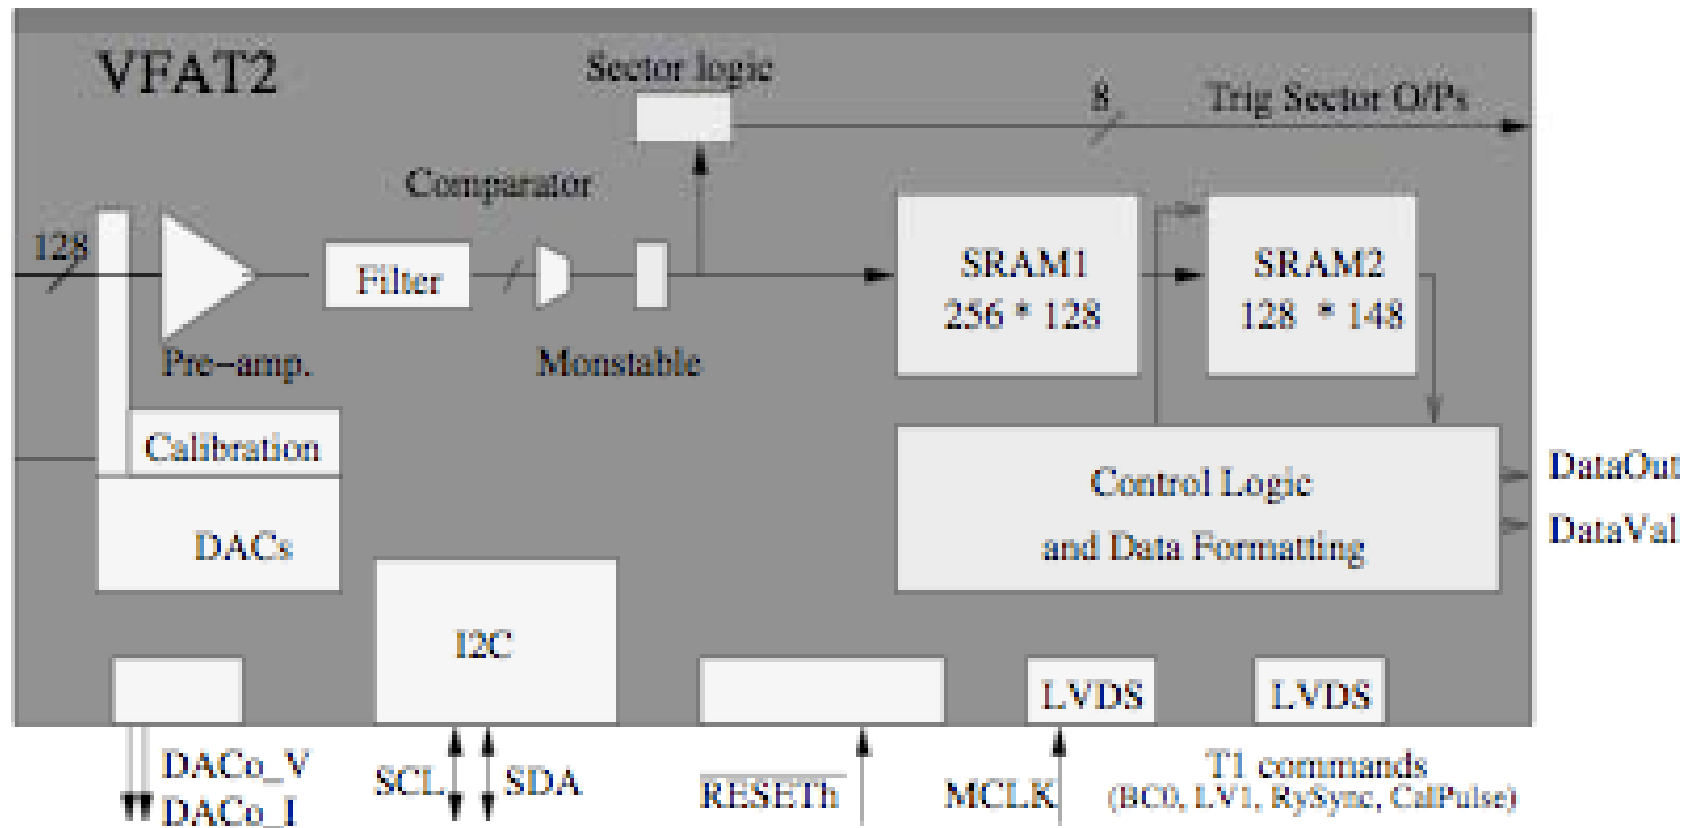 VFAT2
Sector logic
8
Trig Sector O/Ps
Comparator
128
Filter
SRAM1
256 * 128
SRAM2
128 * 148
Pre-amp.
Monstable
Calibration
Control Logic
and Data Formatting
DataOut
DataVal
DACs
I2C
LVDS
LVDS
DACo_V
DACo_I
SCL
SDA
RESETh
MCLK
T1 commands
(BC0, LV1, RySync, CalPulse)